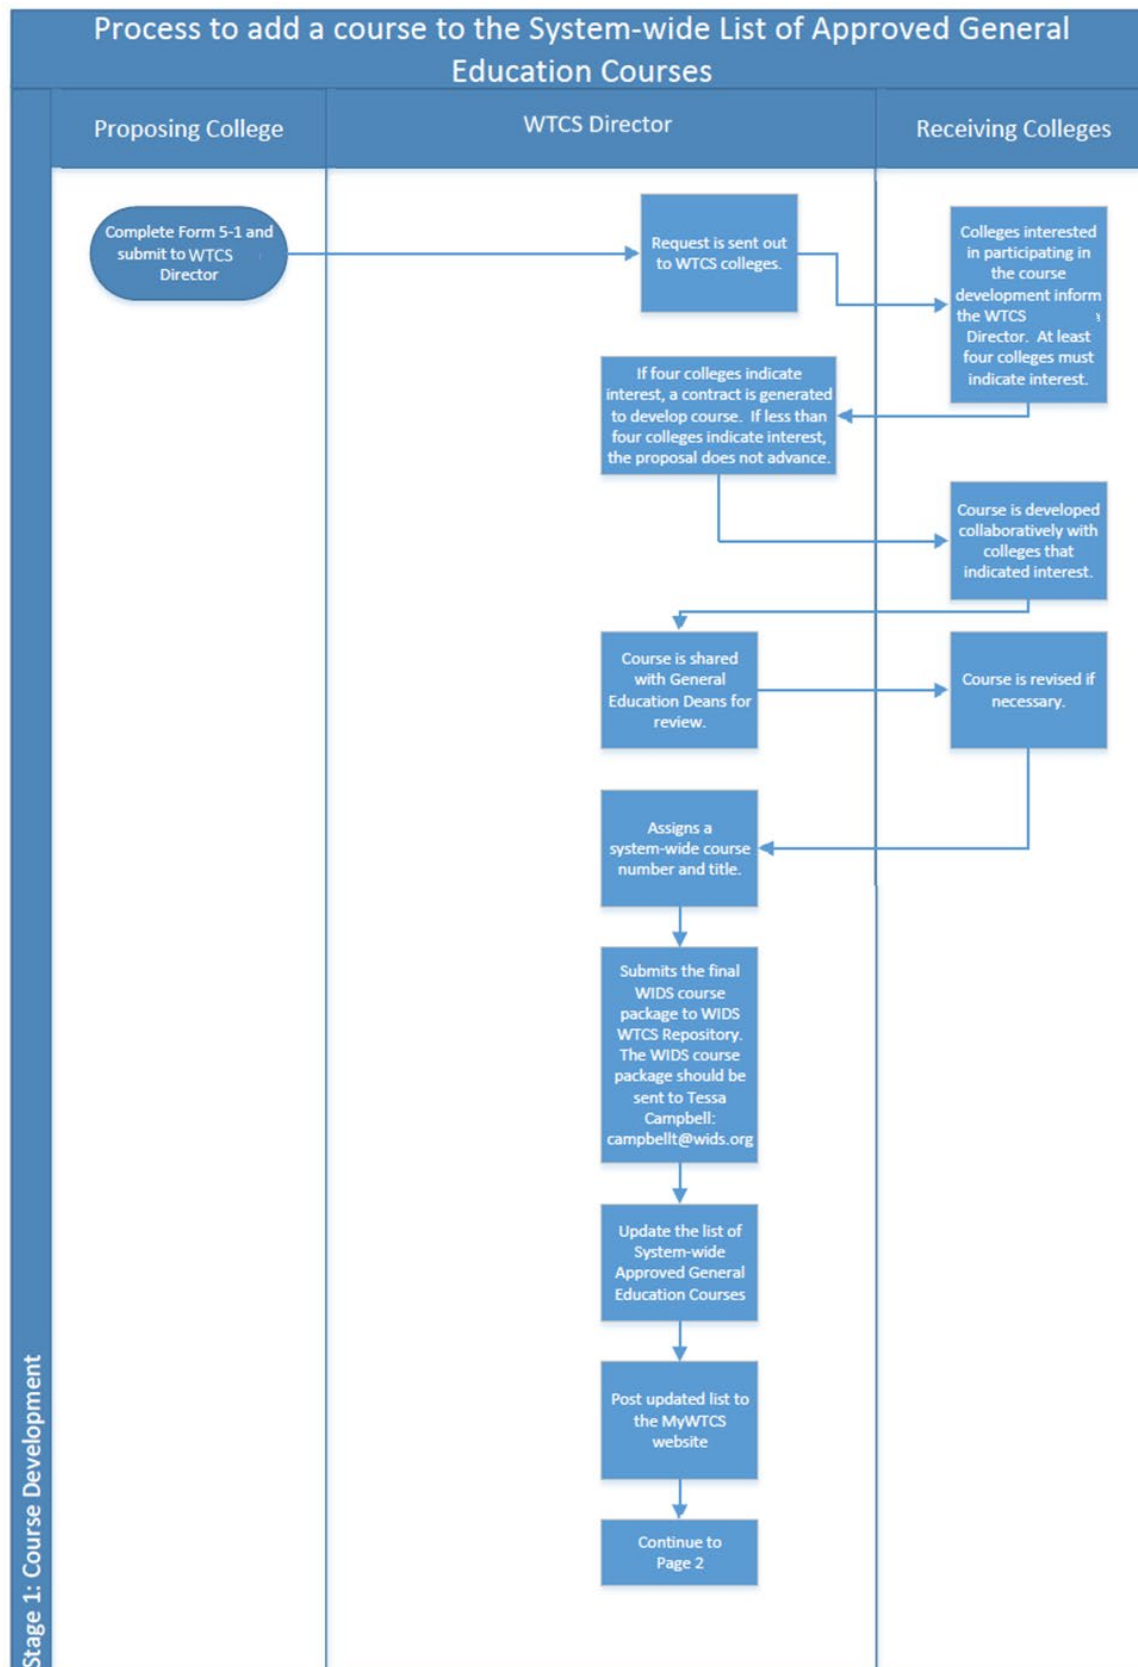 Process to add a course to the System-wide List of Approved General
Education Courses
Proposing College
WTCS Director
Receiving Colleges
Complete Form 5-1 and
submit to WTCS
Director
Request is sent out
to WTCS colleges.
Colleges interested
in participating in
the course
development inform
the WTCS
Director. At least
four colleges must
indicate interest.
If four colleges indicate
interest, a contract is generated
to develop course. If less than
four colleges indicate interest,
the proposal does not advance.
Course is developed
collaboratively with
colleges that
indicated interest.
Course is shared
with General
Education Deans for
review.
Course is revised if
necessary.
Assigns a
system-wide course
number and title.
Submits the final
WIDS course
package to WIDS
WTCS Repository.
The WIDS course
package should be
sent to Tessa
Campbell:
campbellt@wids.org
Update the list of
System-wide
Approved General
Education Courses
Post updated list to
the MyWTCS
website
Continue to
Page 2
Stage 1: Course Development